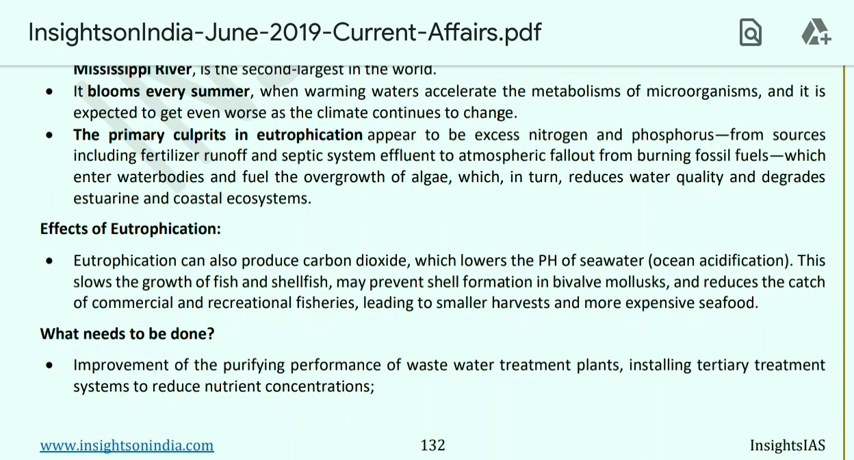 InsightsonIndia-June-2019-Current-Affairs.pdf
Mississippi River, is the second-largest in the world.
• It blooms every summer, when warming waters accelerate the metabolisms of microorganisms, and it is
expected to get even worse as the climate continues to change.
• The primary culprits in eutrophication appear to be excess nitrogen and phosphorus—from sources
including fertilizer runoff and septic system effluent to atmospheric fallout from burning fossil fuels—which
enter waterbodies and fuel the overgrowth of algae, which, in turn, reduces water quality and degrades
estuarine and coastal ecosystems.
Effects of Eutrophication:
• Eutrophication can also produce carbon dioxide, which lowers the PH of seawater (ocean acidification). This
slows the growth of fish and shellfish, may prevent shell formation in bivalve mollusks, and reduces the catch
of commercial and recreational fisheries, leading to smaller harvests and more expensive seafood.
What needs to be done?
• Improvement of the purifying performance of waste water treatment plants, installing tertiary treatment
systems to reduce nutrient concentrations;
www.insightsonindia.com 132 InsightsIAS